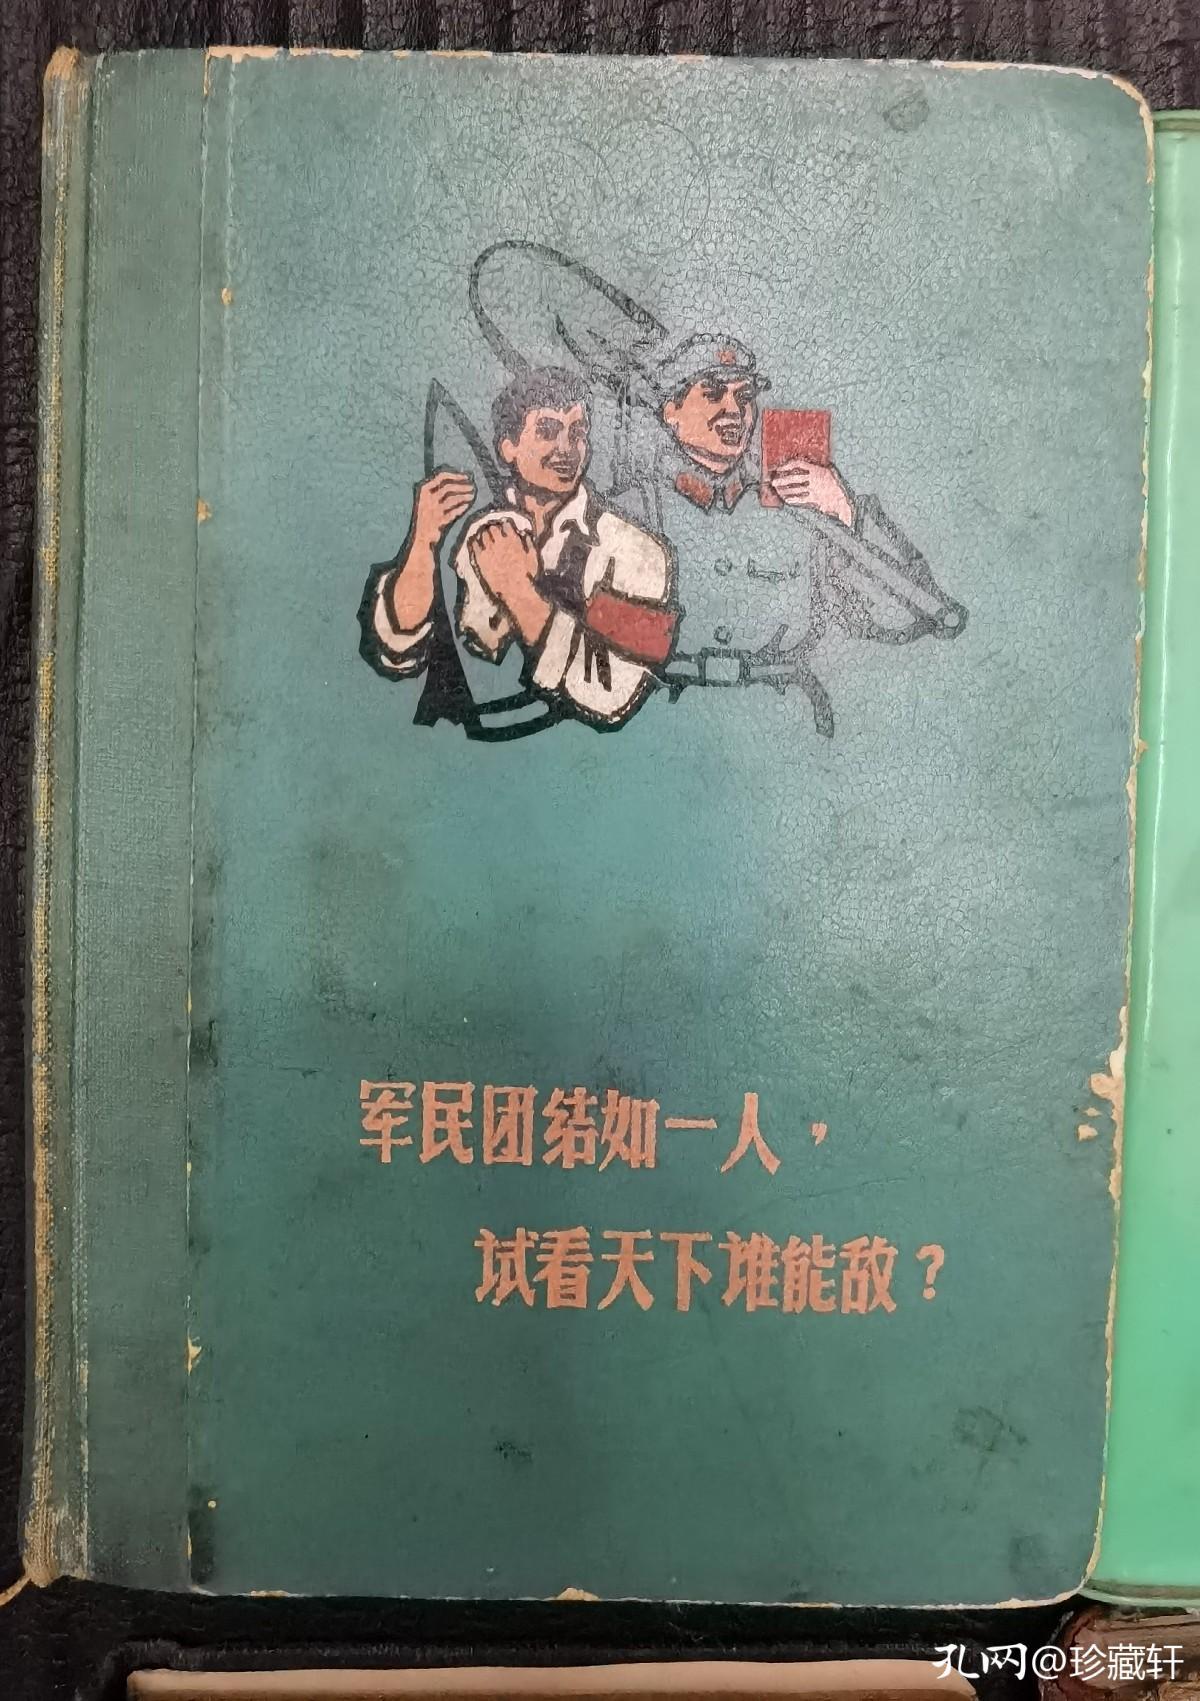 军民团结如一人，
试看天下谁能敌？
孔网@珍藏轩